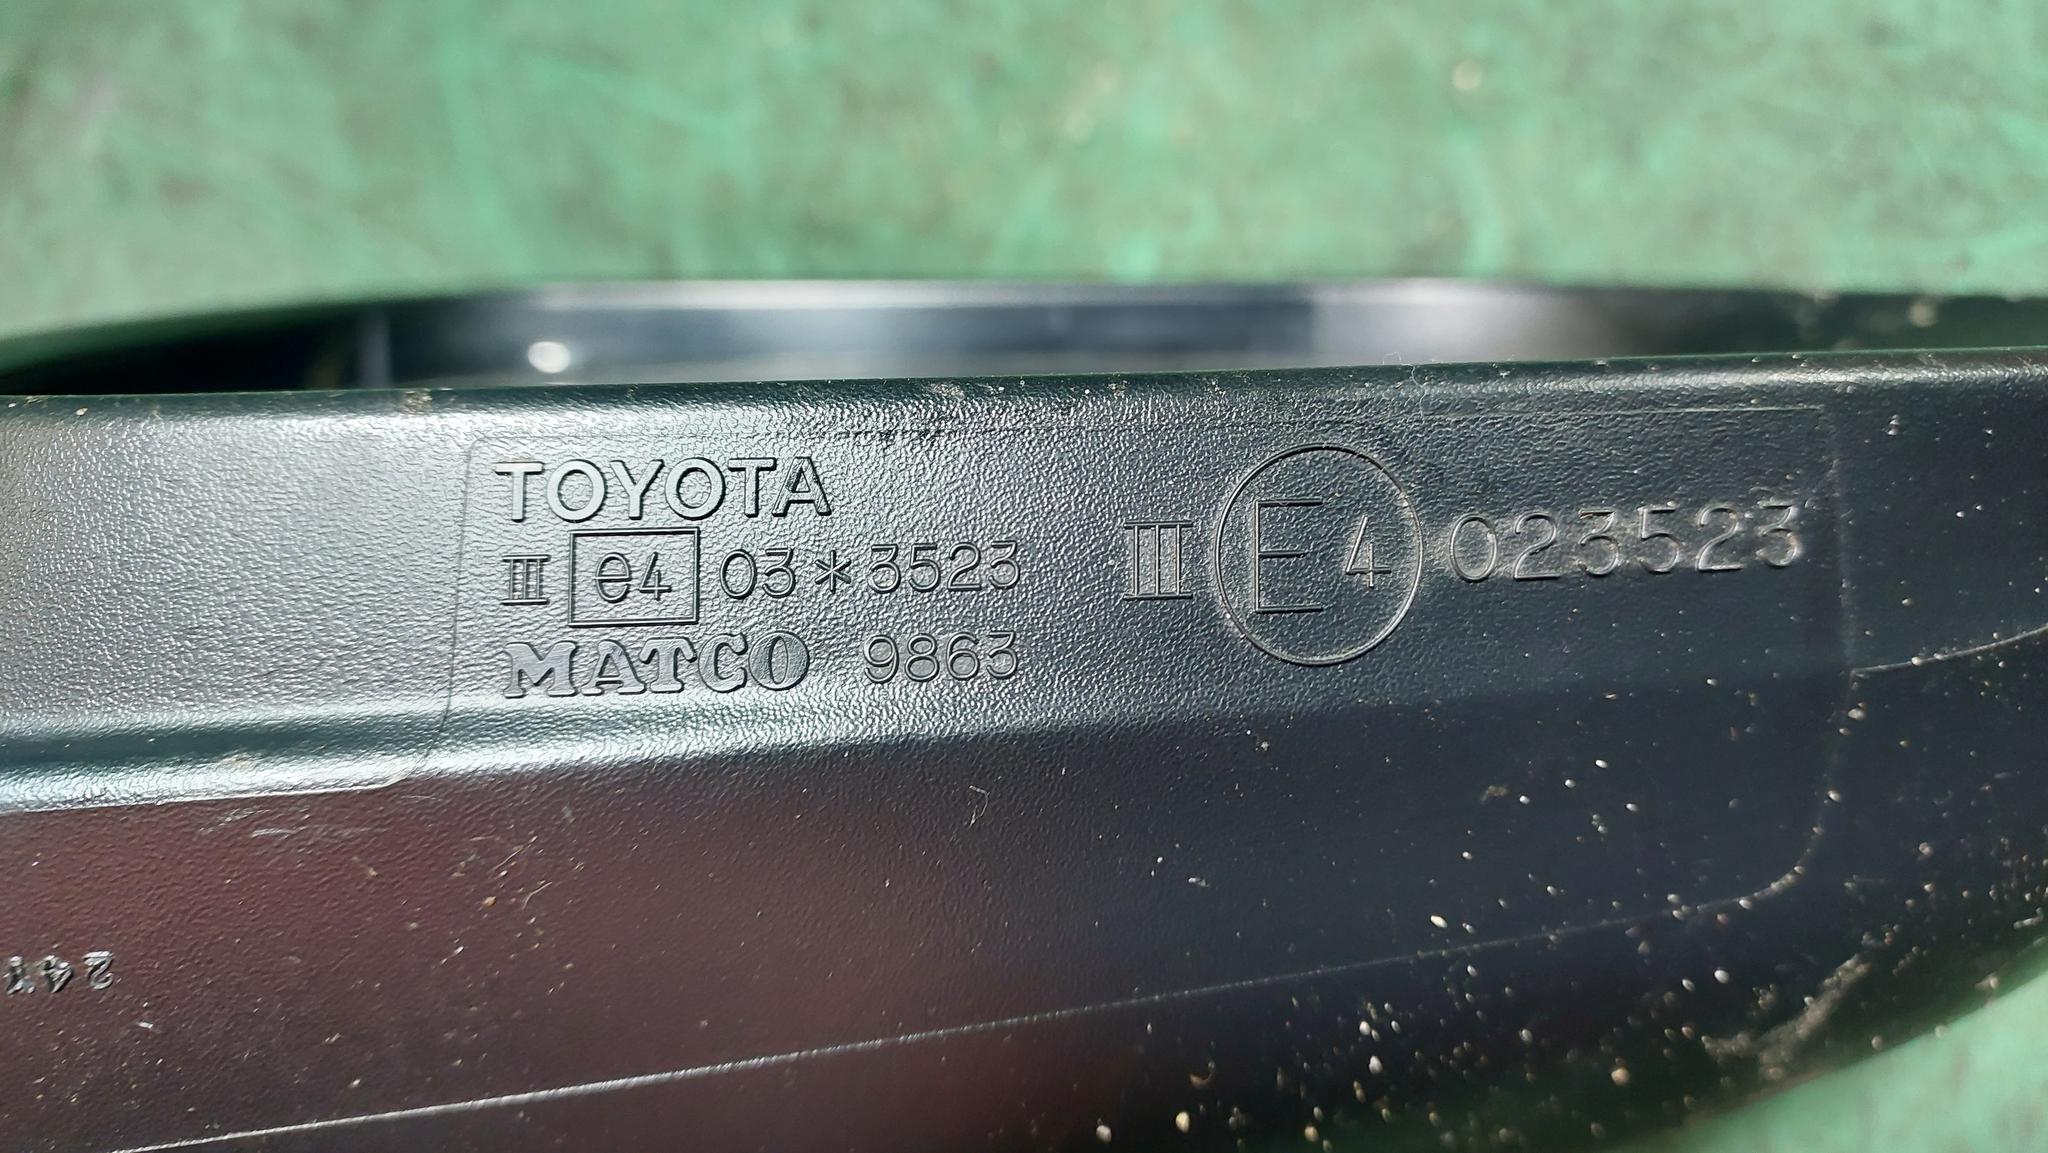 TOYOTA
III e4 03*3523
MATCO 9863
III E4 023523